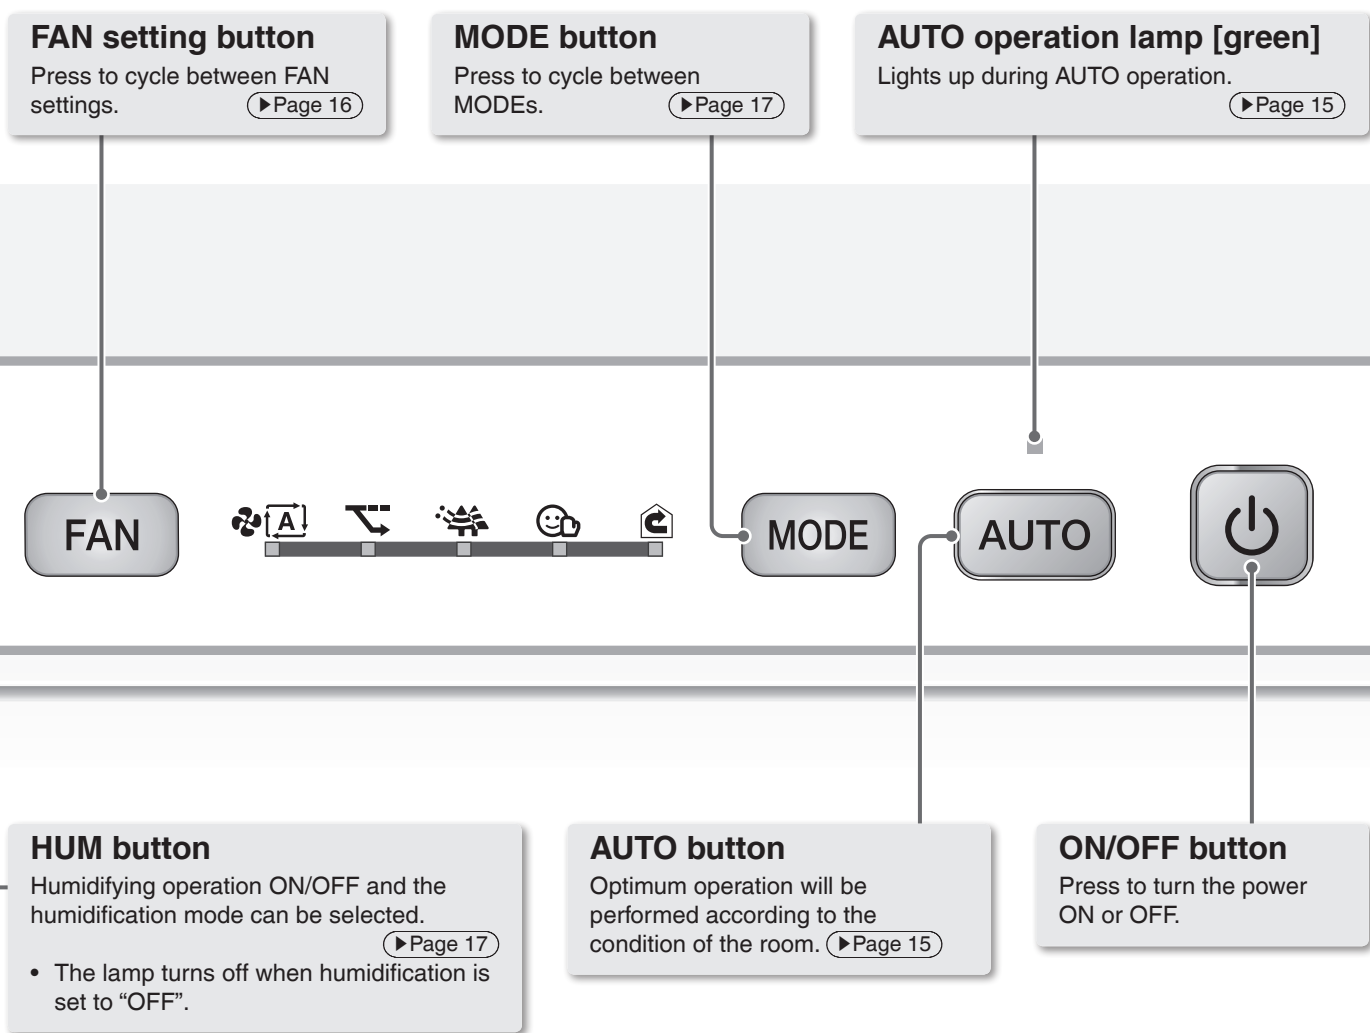 FAN setting button
Press to cycle between FAN
settings. ▶Page 16
MODE button
Press to cycle between
MODEs. ▶Page 17
AUTO operation lamp [green]
Lights up during AUTO operation.
▶Page 15
FAN
A
MODE
AUTO
HUM button
Humidifying operation ON/OFF and the
humidification mode can be selected.
▶Page 17
• The lamp turns off when humidification is
set to “OFF”.
AUTO button
Optimum operation will be
performed according to the
condition of the room. ▶Page 15
ON/OFF button
Press to turn the power
ON or OFF.